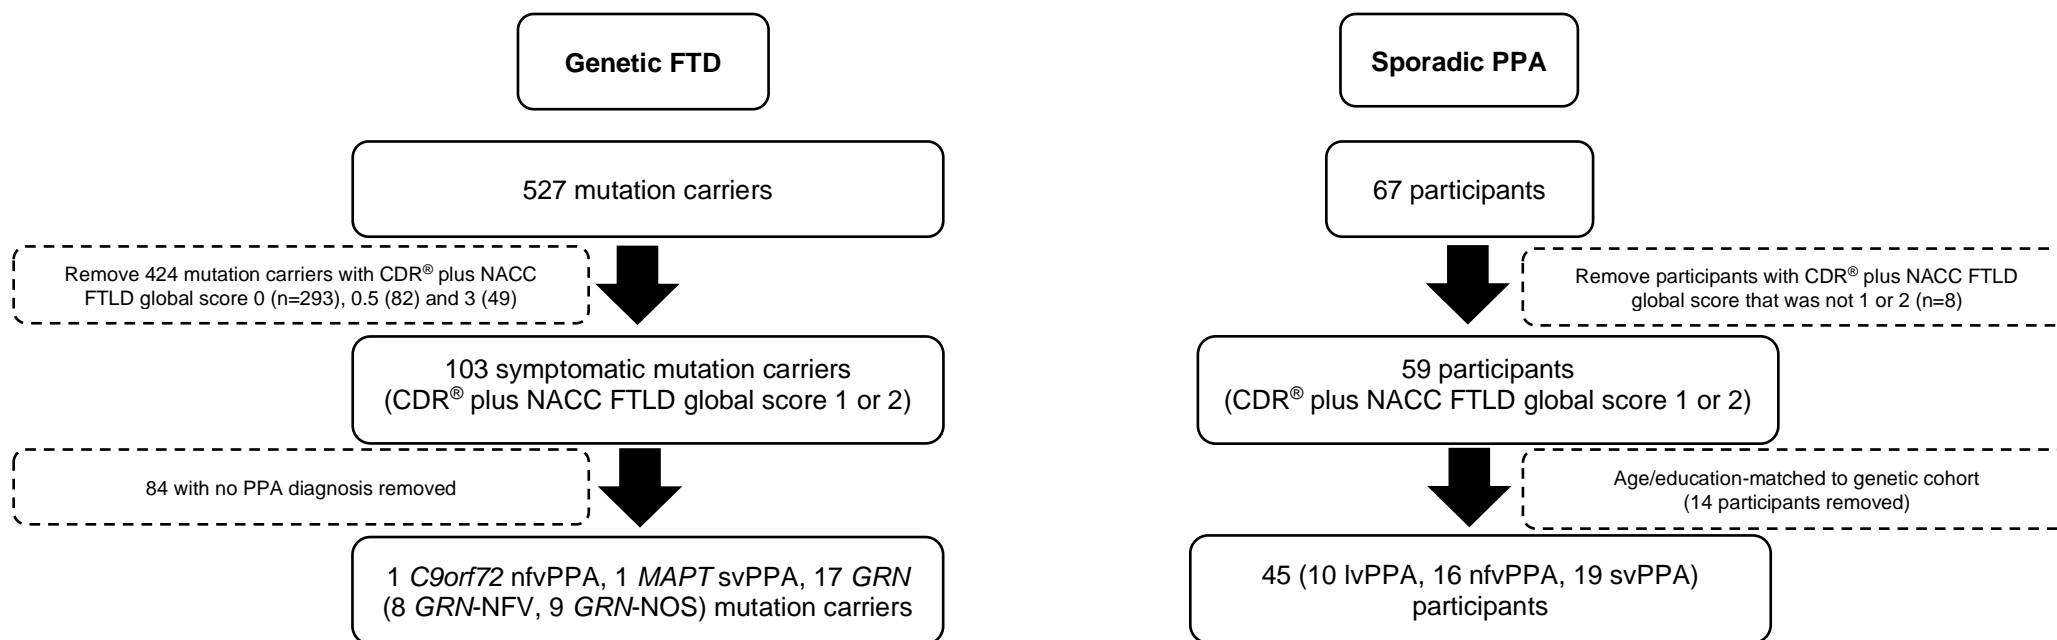 Genetic FTD
527 mutation carriers
Remove 424 mutation carriers with CDR® plus NACC
FTLD global score 0 (n=293), 0.5 (82) and 3 (49)
103 symptomatic mutation carriers
(CDR® plus NACC FTLD global score 1 or 2)
84 with no PPA diagnosis removed
1 C9orf72 nfvPPA, 1 MAPT svPPA, 17 GRN
(8 GRN-NFV, 9 GRN-NOS) mutation carriers
Sporadic PPA
67 participants
Remove participants with CDR® plus NACC FTLD
global score that was not 1 or 2 (n=8)
59 participants
(CDR® plus NACC FTLD global score 1 or 2)
Age/education-matched to genetic cohort
(14 participants removed)
45 (10 lvPPA, 16 nfvPPA, 19 svPPA)
participants